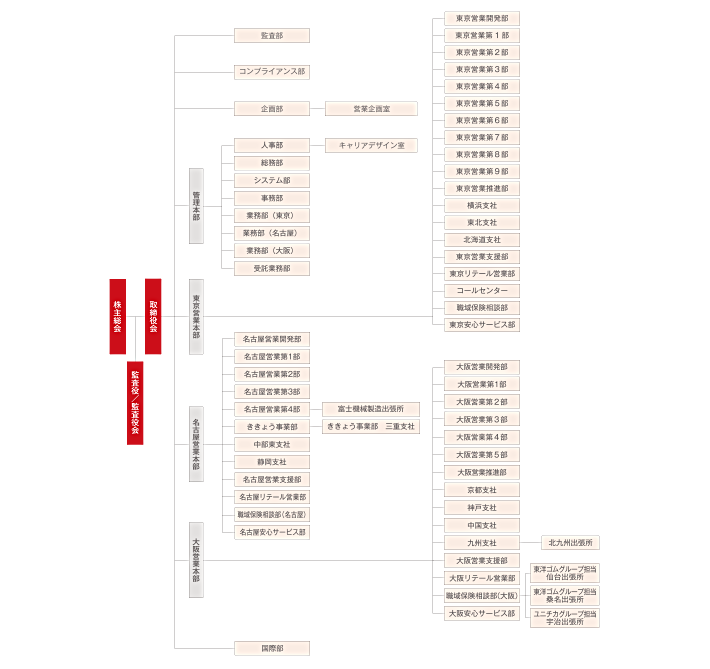 株主総会
取締役会
監査役／監査役会
監査部
コンプライアンス部
企画部
営業企画室
管理本部
人事部
キャリアデザイン室
総務部
システム部
事務部
業務部（東京）
業務部（名古屋）
業務部（大阪）
受託業務部
東京営業本部
東京営業開発部
東京営業第１部
東京営業第２部
東京営業第３部
東京営業第４部
東京営業第５部
東京営業第６部
東京営業第７部
東京営業第８部
東京営業第９部
東京営業推進部
横浜支社
東北支社
北海道支社
東京営業支援部
東京リテール営業部
コールセンター
職域保険相談部
東京安心サービス部
名古屋営業本部
名古屋営業開発部
名古屋営業第1部
名古屋営業第2部
名古屋営業第3部
名古屋営業第4部
富士機械製造出張所
ききょう事業部
ききょう事業部　三重支社
中部東支社
静岡支社
名古屋営業支援部
名古屋リテール営業部
職域保険相談部(名古屋)
名古屋安心サービス部
大阪営業本部
大阪営業開発部
大阪営業第1部
大阪営業第２部
大阪営業第３部
大阪営業第４部
大阪営業第５部
大阪営業推進部
京都支社
神戸支社
中国支社
九州支社
北九州出張所
大阪営業支援部
大阪リテール営業部
職域保険相談部(大阪)
東洋ゴムグループ担当
仙台出張所
東洋ゴムグループ担当
桑名出張所
ユニチカグループ担当
宇治出張所
大阪安心サービス部
国際部